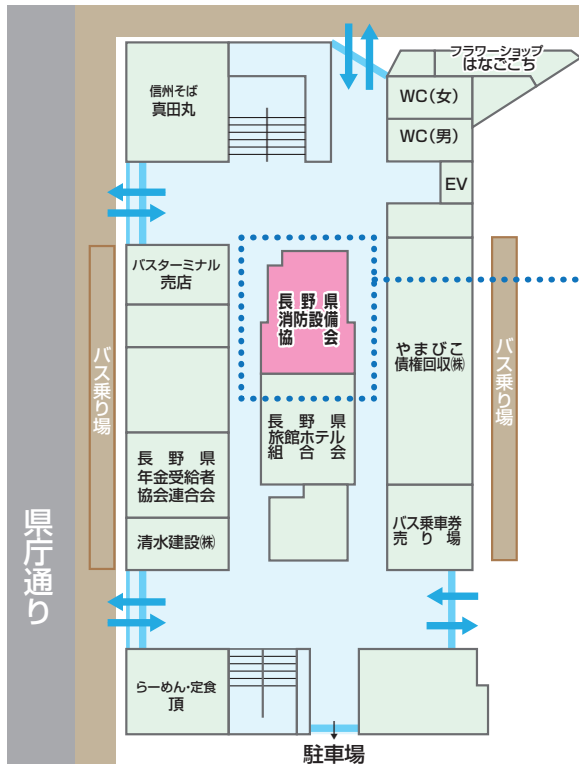 フラワーショップ
はなごこち
信州そば
真田丸
WC(女)
WC(男)
EV
バスターミナル
売店
長野県
消防設備
協会
やまびこ
債権回収㈱
バス乗り場
バス乗り場
長野県
旅館ホテル
組合会
長野県
年金受給者
協会連合会
清水建設㈱
バス乗車券
売り場
県庁通り
らーめん・定食
頂
駐車場